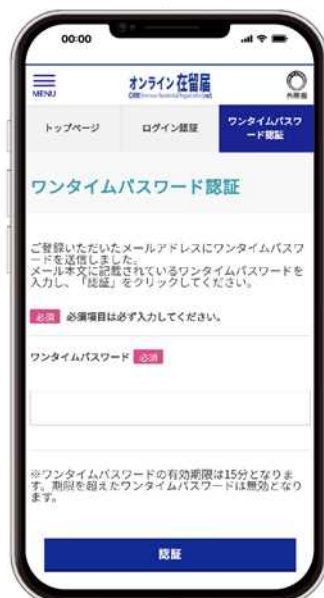 00:00
MENU
オンライン在留届
外務省
トップページ
ログイン認証
ワンタイムパスワ
ード認証
ワンタイムパスワード認証
ご登録いただいたメールアドレスにワンタイムパスワ
ードを送信しました。
メール本文に記載されているワンタイムパスワードを
入力し、「認証」をクリックしてください。
必須 必須項目は必ず入力してください。
ワンタイムパスワード 必須
※ワンタイムパスワードの有効期限は15分となりま
す。期限を超えたワンタイムパスワードは無効となり
ます。
認証